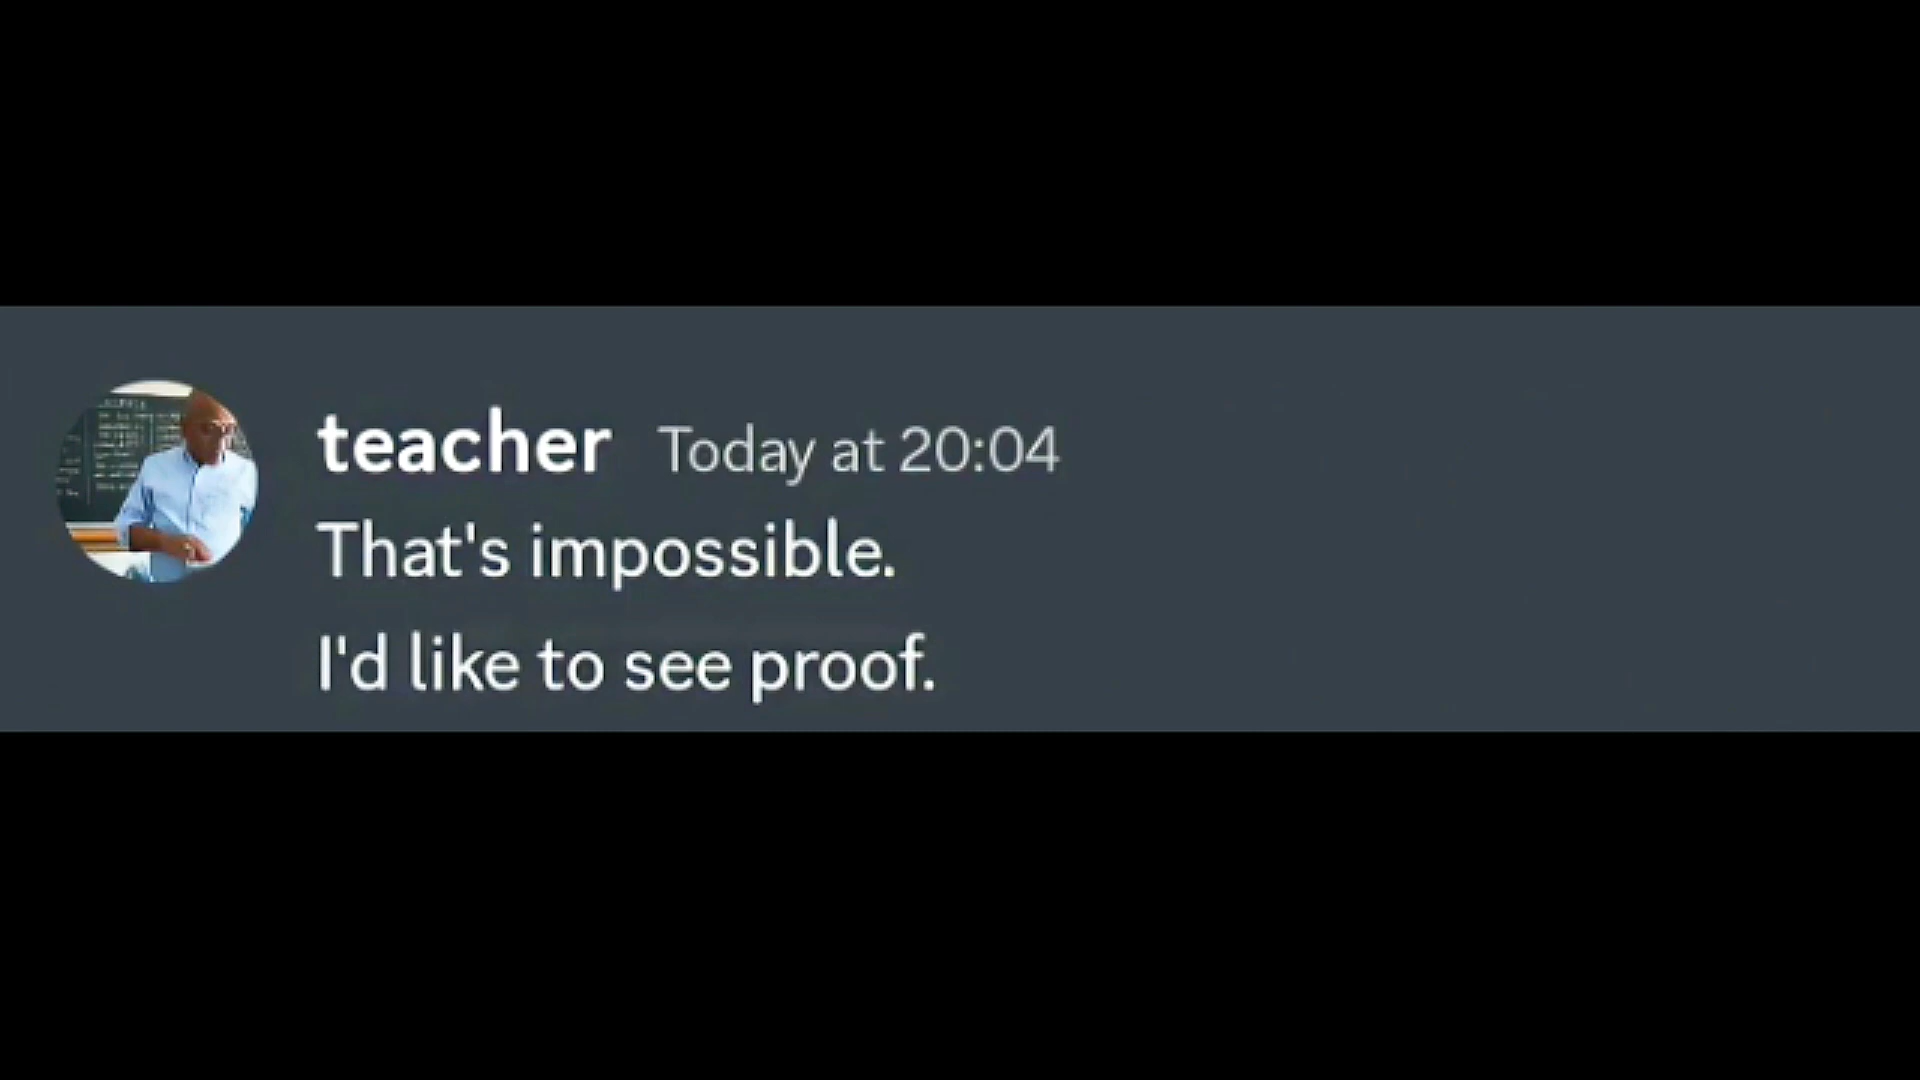 teacher Today at 20:04
That's impossible.
I'd like to see proof.